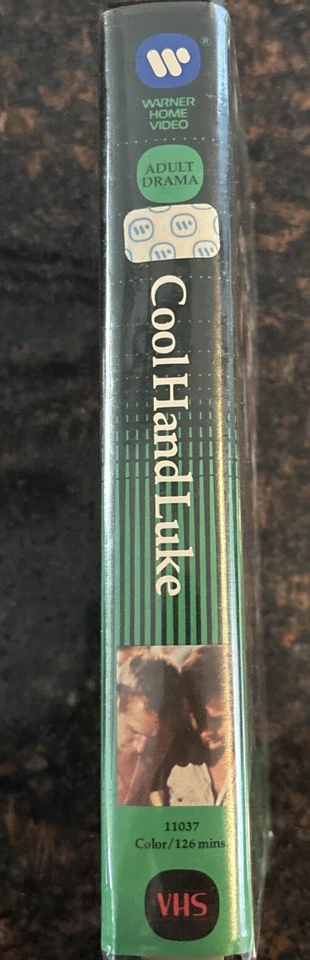 ®
WARNER
HOME
VIDEO
ADULT
DRAMA
Cool Hand Luke
11037
Color/126 mins.
VHS